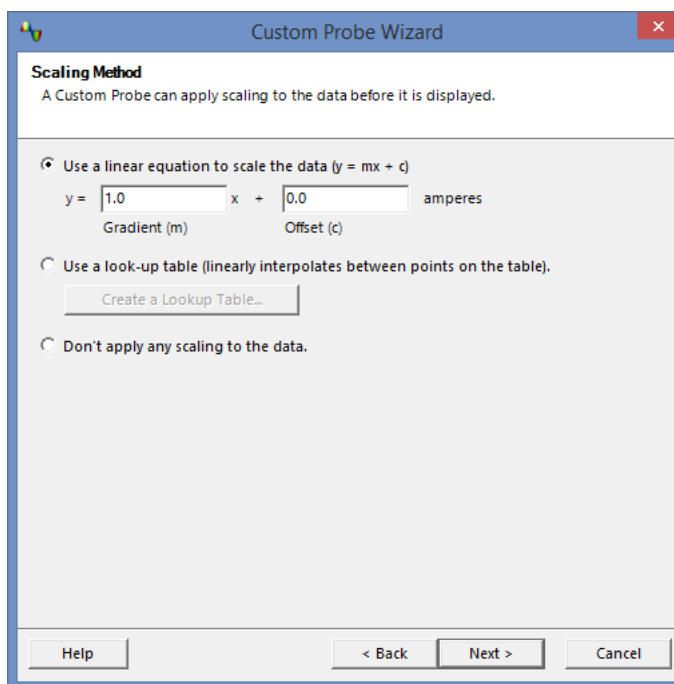 Custom Probe Wizard
Scaling Method
A Custom Probe can apply scaling to the data before it is displayed.
Use a linear equation to scale the data (y = mx + c)
y = 1.0 x + 0.0 amperes
Gradient (m) Offset (c)
Use a look-up table (linearly interpolates between points on the table).
Create a Lookup Table...
Don't apply any scaling to the data.
Help < Back Next > Cancel